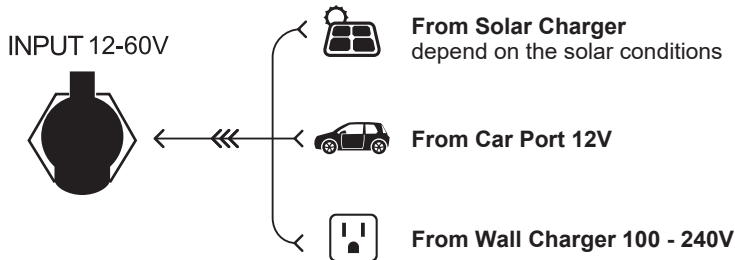 INPUT 12-60V
From Solar Charger
depend on the solar conditions
From Car Port 12V
From Wall Charger 100 - 240V